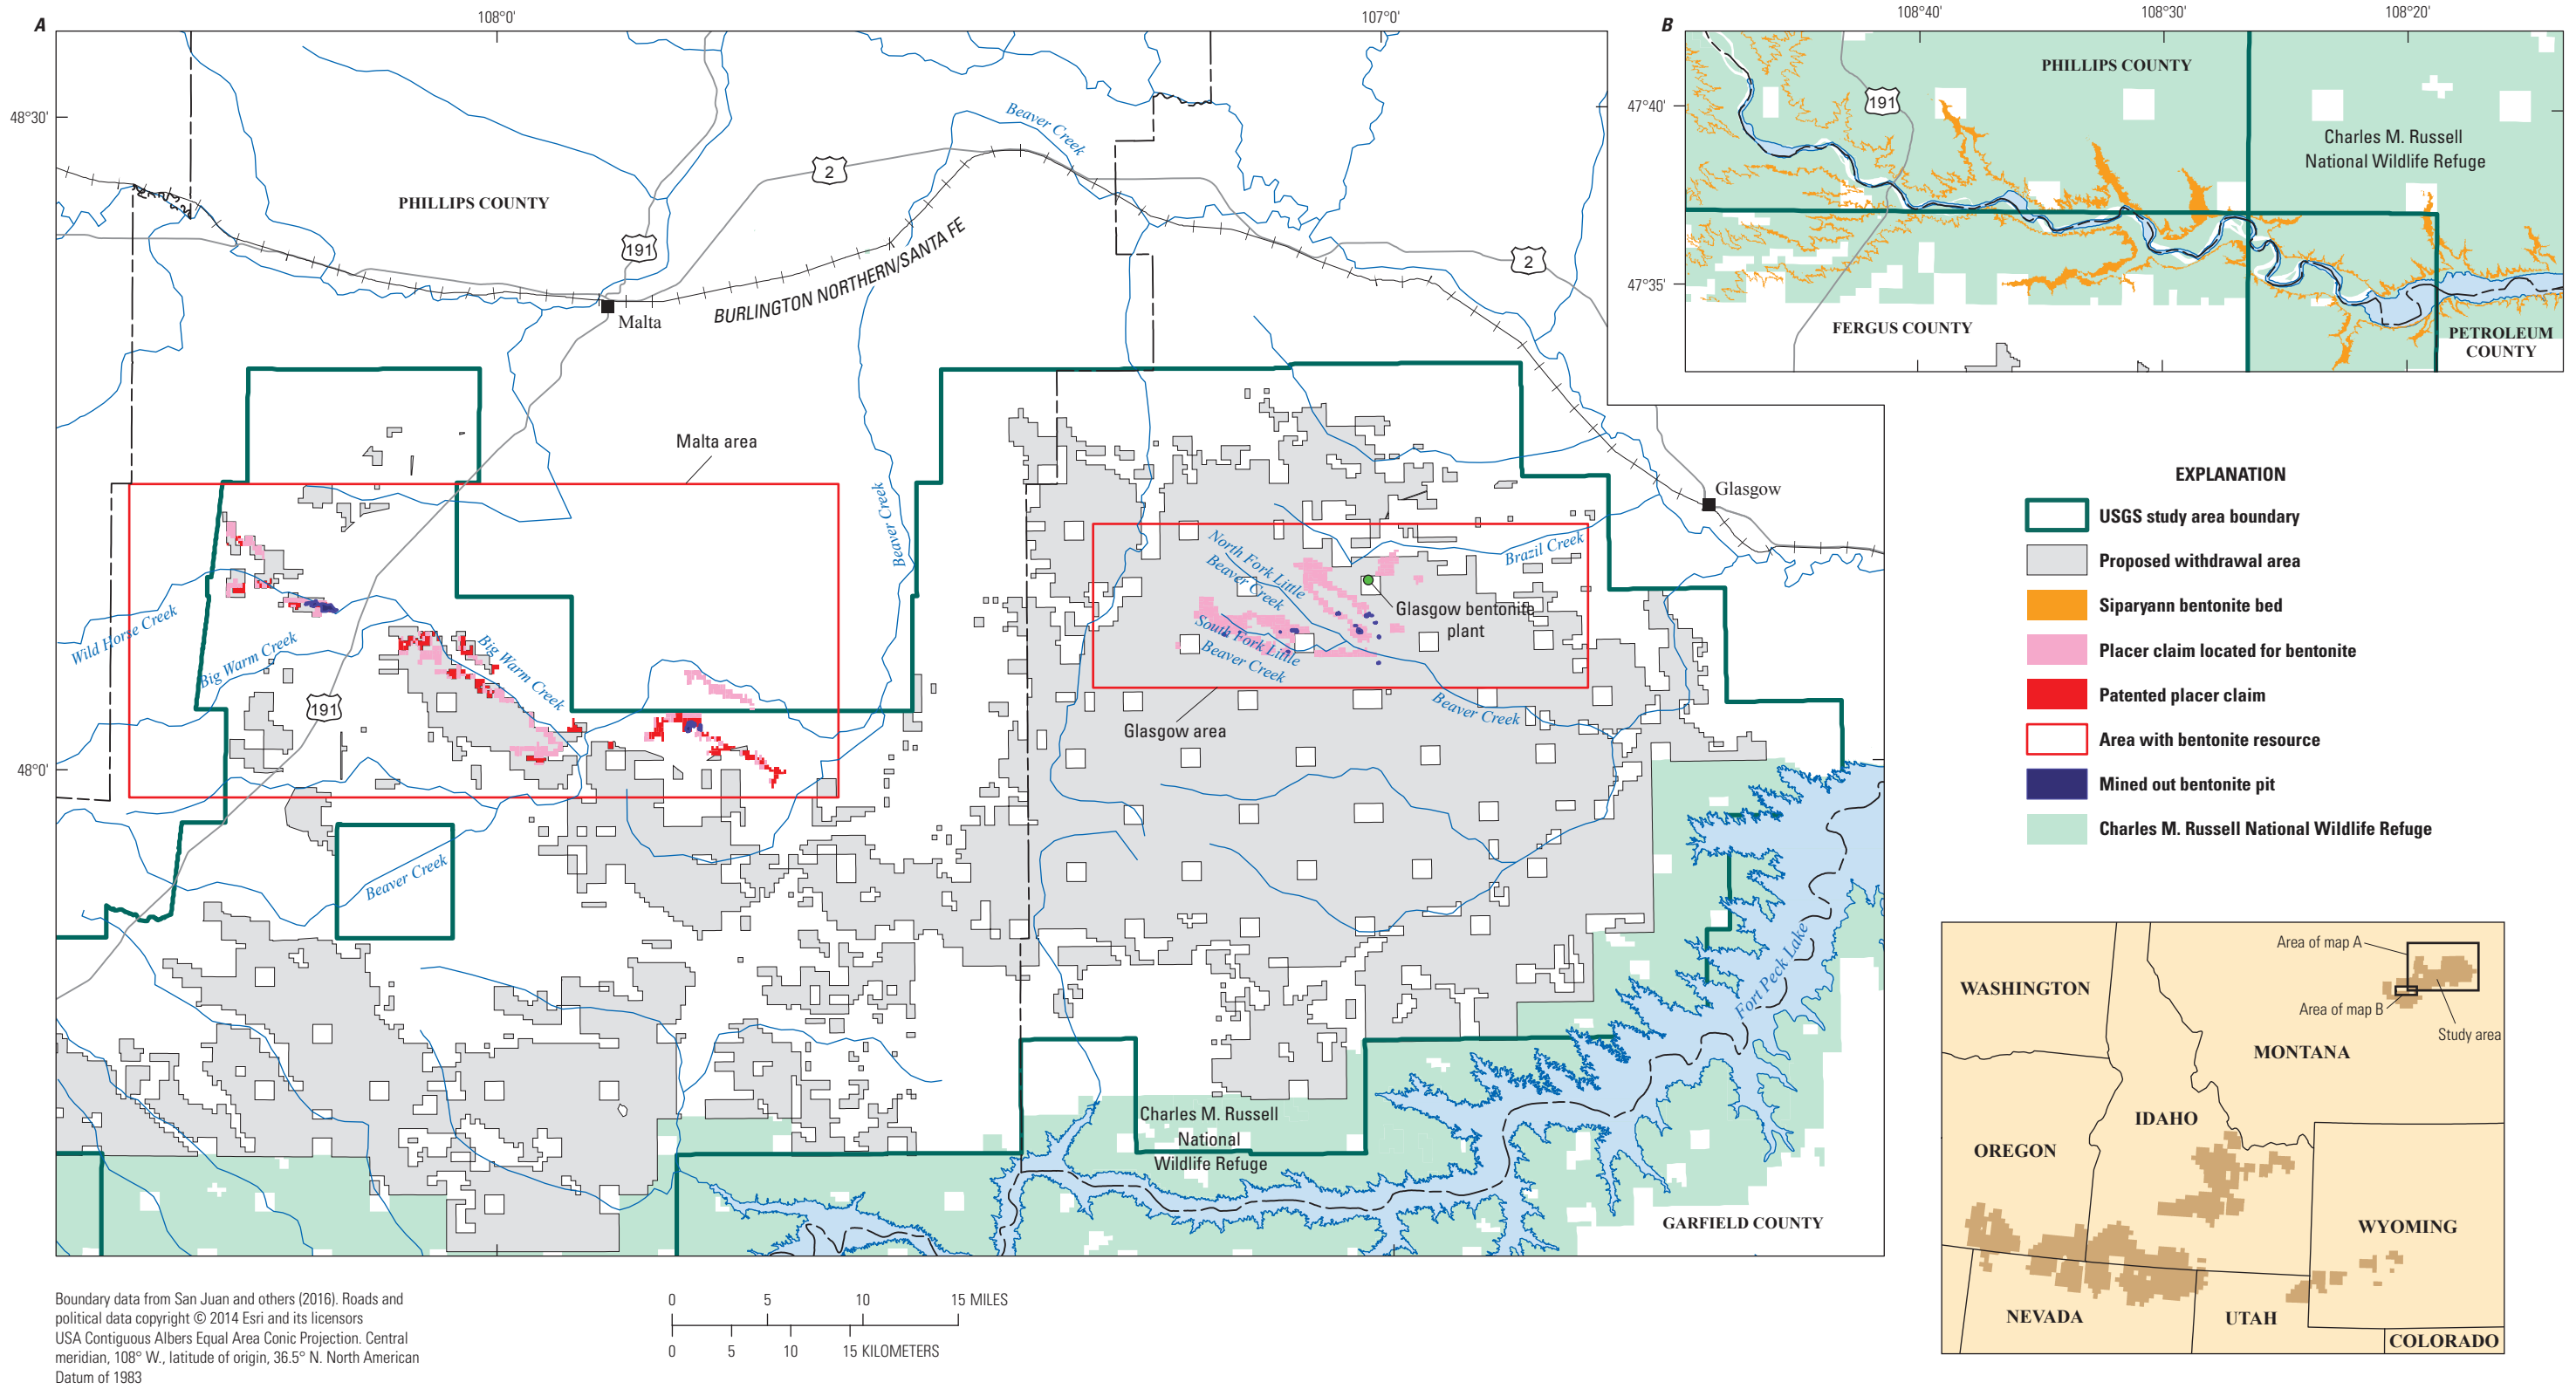 A
108°0'
107°0'
48°30'
48°0'
PHILLIPS COUNTY
Beaver Creek
2
191
BURLINGTON NORTHERN/SANTA FE
2
Malta
Malta area
Beaver Creek
Glasgow
Wild Horse Creek
Big Warm Creek
Big Warm Creek
191
Beaver Creek
North Fork Little
Beaver Creek
Brazil Creek
Glasgow bentonite
plant
South Fork Little
Beaver Creek
Beaver Creek
Glasgow area
Fort Peck Lake
Charles M. Russell
National
Wildlife Refuge
GARFIELD COUNTY
B
108°40'
108°30'
108°20'
47°40'
47°35'
PHILLIPS COUNTY
191
Charles M. Russell
National Wildlife Refuge
FERGUS COUNTY
PETROLEUM
COUNTY
EXPLANATION
USGS study area boundary
Proposed withdrawal area
Siparyann bentonite bed
Placer claim located for bentonite
Patented placer claim
Area with bentonite resource
Mined out bentonite pit
Charles M. Russell National Wildlife Refuge
Area of map A
Area of map B
Study area
WASHINGTON
MONTANA
IDAHO
OREGON
WYOMING
NEVADA
UTAH
COLORADO
Boundary data from San Juan and others (2016). Roads and
political data copyright © 2014 Esri and its licensors
USA Contiguous Albers Equal Area Conic Projection. Central
meridian, 108° W., latitude of origin, 36.5° N. North American
Datum of 1983
0 5 10 15 MILES
0 5 10 15 KILOMETERS